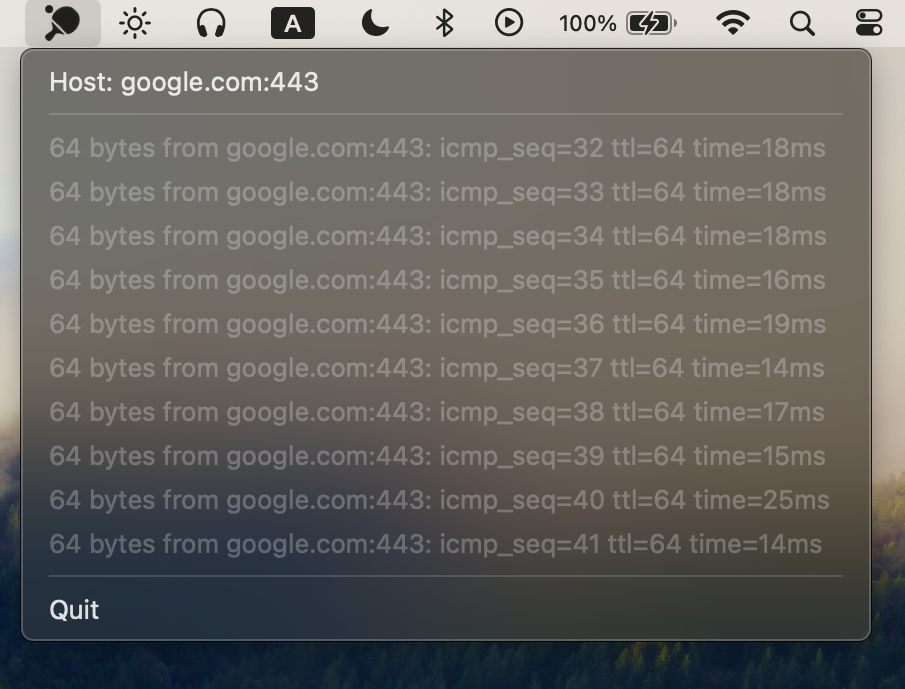 A
100%
Host: google.com:443
64 bytes from google.com:443: icmp_seq=32 ttl=64 time=18ms
64 bytes from google.com:443: icmp_seq=33 ttl=64 time=18ms
64 bytes from google.com:443: icmp_seq=34 ttl=64 time=18ms
64 bytes from google.com:443: icmp_seq=35 ttl=64 time=16ms
64 bytes from google.com:443: icmp_seq=36 ttl=64 time=19ms
64 bytes from google.com:443: icmp_seq=37 ttl=64 time=14ms
64 bytes from google.com:443: icmp_seq=38 ttl=64 time=17ms
64 bytes from google.com:443: icmp_seq=39 ttl=64 time=15ms
64 bytes from google.com:443: icmp_seq=40 ttl=64 time=25ms
64 bytes from google.com:443: icmp_seq=41 ttl=64 time=14ms
Quit